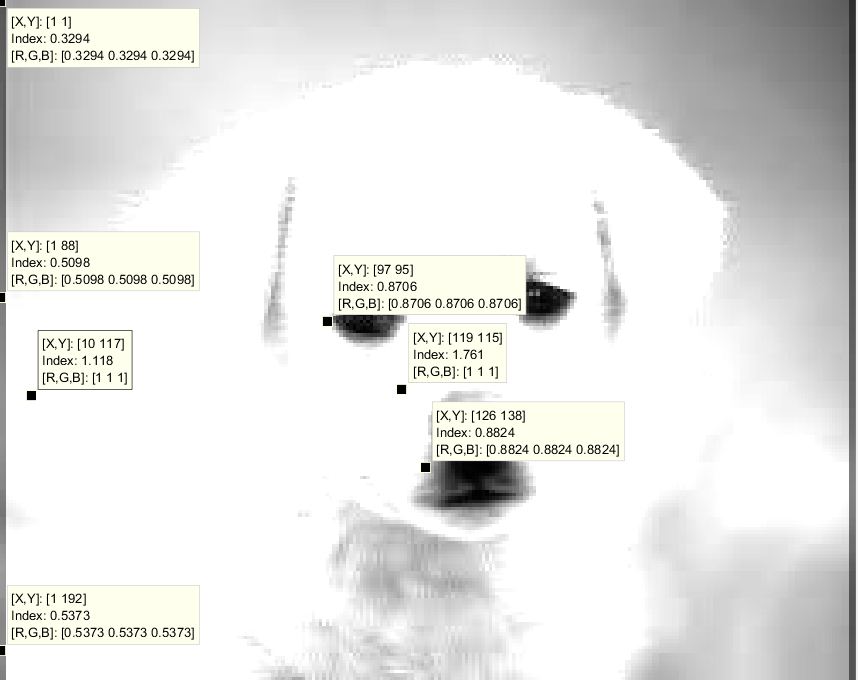 [X,Y]: [1 1]
Index: 0.3294
[R,G,B]: [0.3294 0.3294 0.3294]
[X,Y]: [1 88]
Index: 0.5098
[R,G,B]: [0.5098 0.5098 0.5098]
[X,Y]: [97 95]
Index: 0.8706
[R,G,B]: [0.8706 0.8706 0.8706]
[X,Y]: [10 117]
Index: 1.118
[R,G,B]: [1 1 1]
[X,Y]: [119 115]
Index: 1.761
[R,G,B]: [1 1 1]
[X,Y]: [126 138]
Index: 0.8824
[R,G,B]: [0.8824 0.8824 0.8824]
[X,Y]: [1 192]
Index: 0.5373
[R,G,B]: [0.5373 0.5373 0.5373]